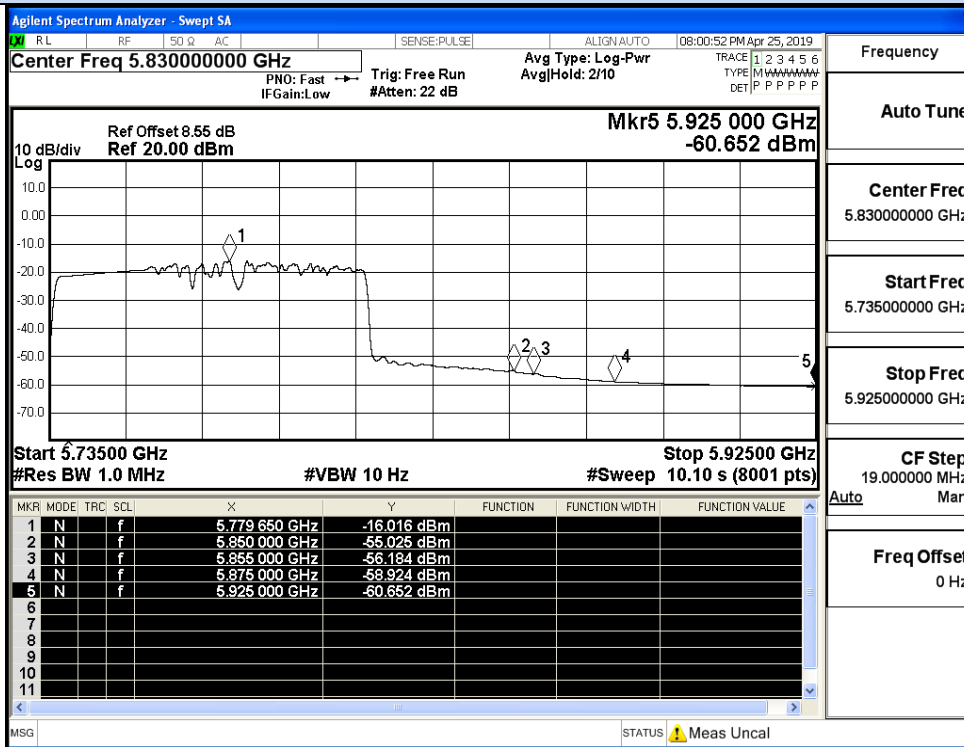 Agilent Spectrum Analyzer - Swept SA
LXI RL RF 50 Ω AC SENSE:PULSE ALIGN AUTO 08:00:52 PM Apr 25, 2019
Center Freq 5.830000000 GHz
PNO: Fast
IFGain:Low
Trig: Free Run
#Atten: 22 dB
Avg Type: Log-Pwr
Avg|Hold: 2/10
TRACE 1 2 3 4 5 6
TYPE M WWWWW
DET P P P P P P
Mkr5 5.925 000 GHz
-60.652 dBm
Ref Offset 8.55 dB
10 dB/div Ref 20.00 dBm
Log
10.0
0.00
-10.0
-20.0
-30.0
-40.0
-50.0
-60.0
-70.0
1
2
3
4
5
Start 5.73500 GHz Stop 5.92500 GHz
#Res BW 1.0 MHz #VBW 10 Hz #Sweep 10.10 s (8001 pts)
MKR MODE TRC SCL X Y FUNCTION FUNCTION WIDTH FUNCTION VALUE
1 N f 5.779 650 GHz -16.016 dBm
2 N f 5.850 000 GHz -55.025 dBm
3 N f 5.855 000 GHz -56.184 dBm
4 N f 5.875 000 GHz -58.924 dBm
5 N f 5.925 000 GHz -60.652 dBm
6
7
8
9
10
11
MSG STATUS Meas Uncal
Frequency
Auto Tune
Center Freq
5.830000000 GHz
Start Freq
5.735000000 GHz
Stop Freq
5.925000000 GHz
CF Step
19.000000 MHz
Auto Man
Freq Offset
0 Hz